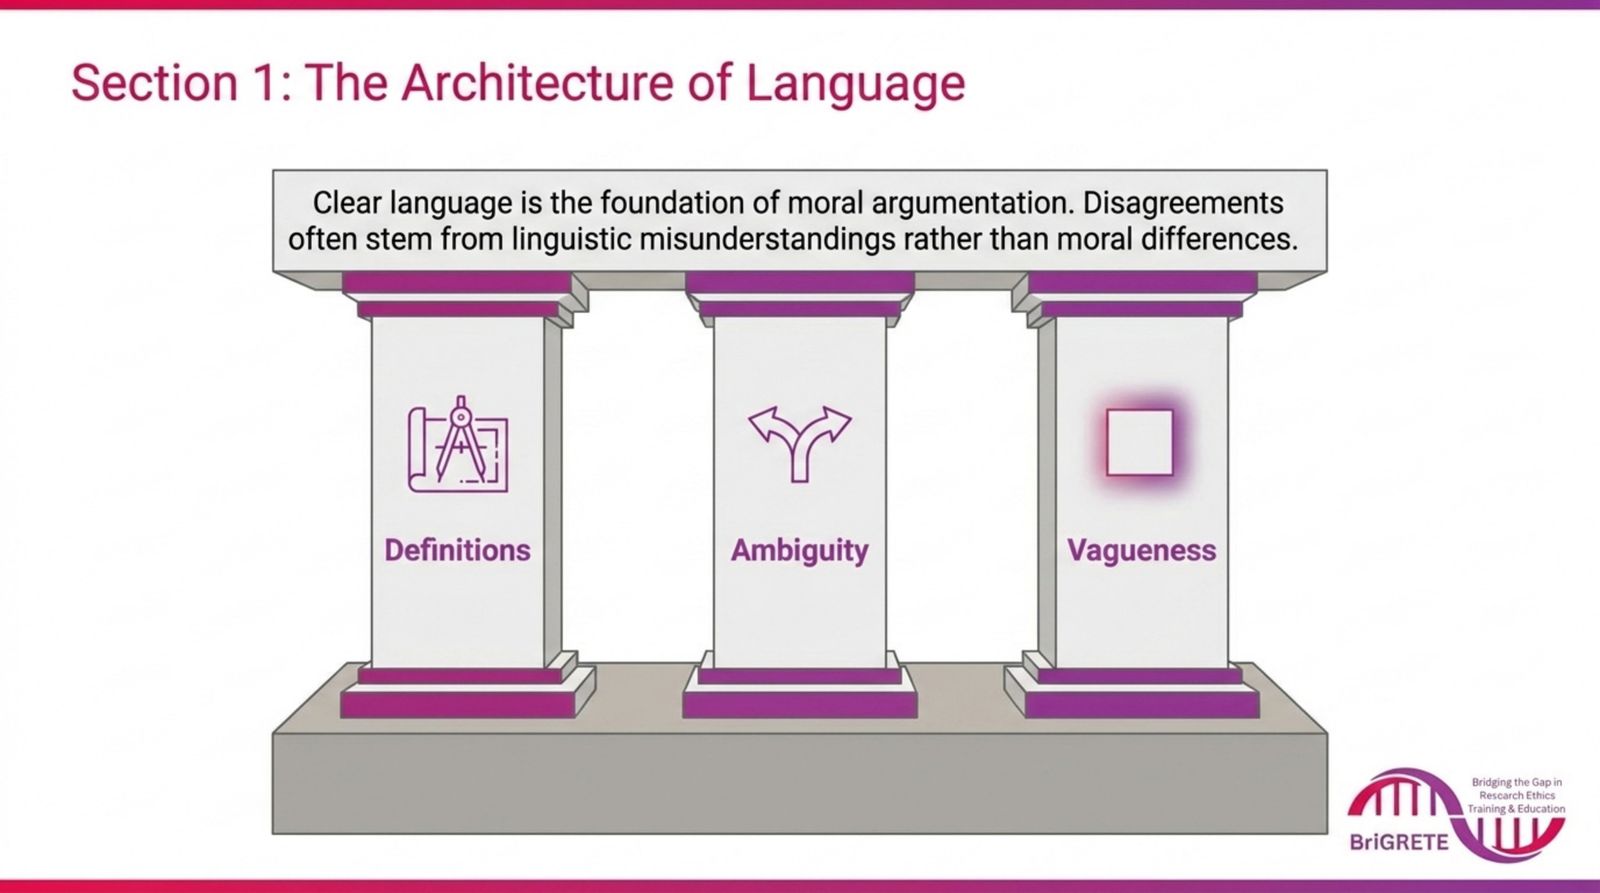 Section 1: The Architecture of Language
Clear language is the foundation of moral argumentation. Disagreements
often stem from linguistic misunderstandings rather than moral differences.
Definitions
Ambiguity
Vagueness
Bridging the Gap in
Research Ethics
Training & Education
BriGRETE